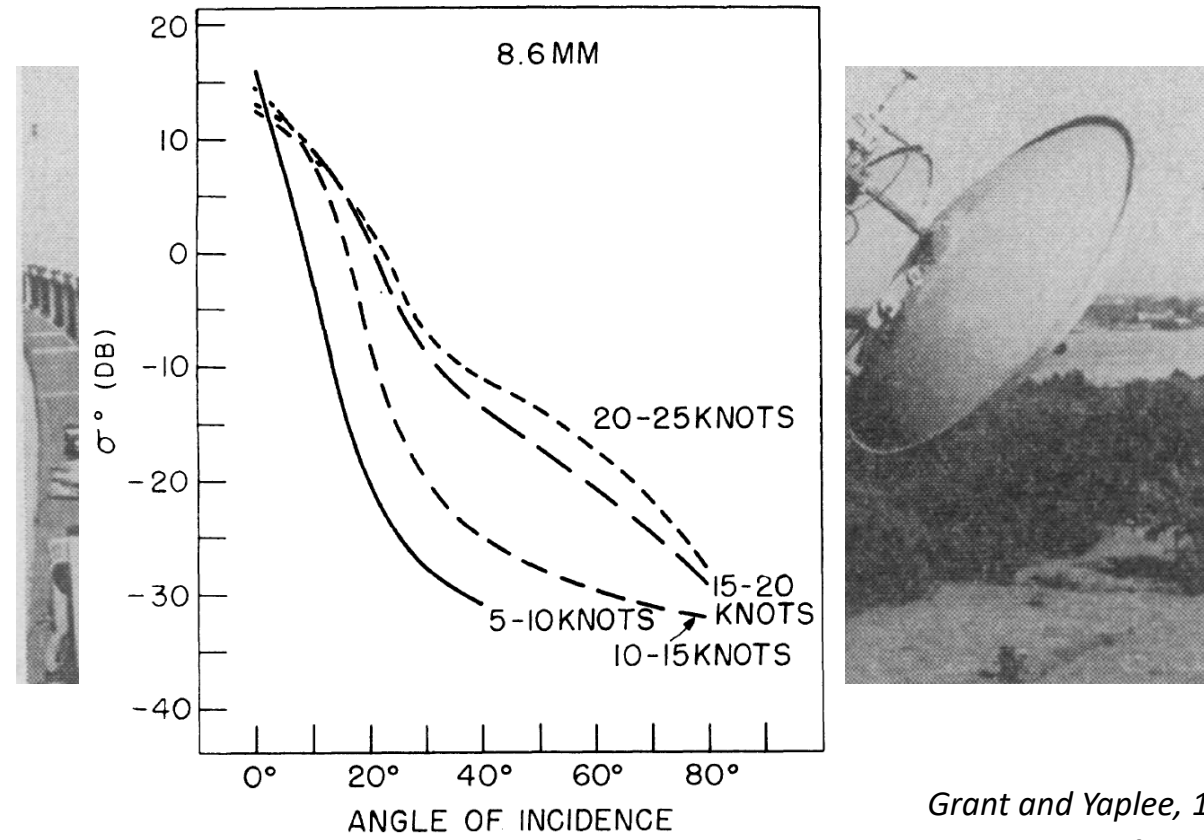 8.6 MM
20
10
0
-10
-20
-30
-40
σ° (DB)
20-25 KNOTS
15-20
KNOTS
5-10 KNOTS
10-15 KNOTS
0°
20°
40°
60°
80°
ANGLE OF INCIDENCE
Grant and Yaplee, 1